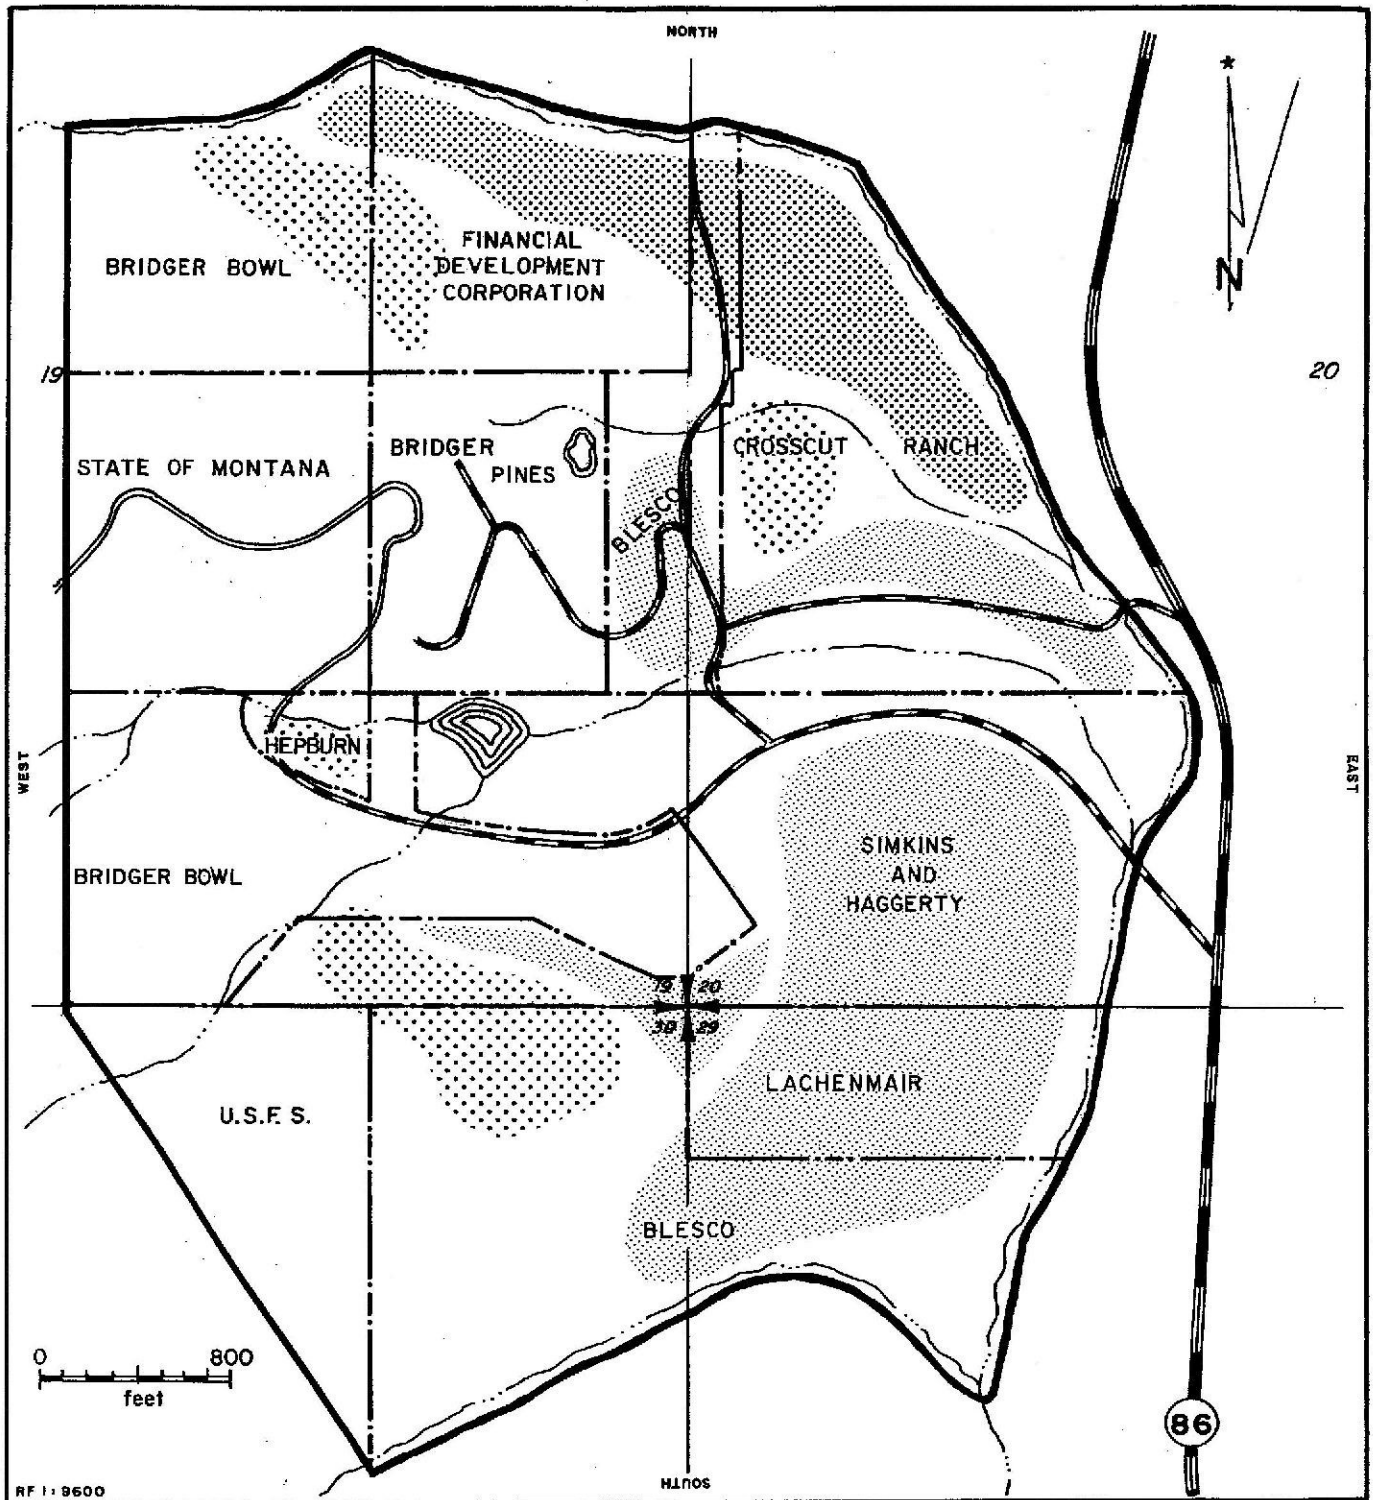 NORTH
*
N
BRIDGER BOWL
FINANCIAL
DEVELOPMENT
CORPORATION
19
20
STATE OF MONTANA
BRIDGER
PINES
BLESCO
CROSSCUT RANCH
HEPBURN
WEST
EAST
BRIDGER BOWL
SIMKINS
AND
HAGGERTY
19 20
30 29
LACHENMAIR
U.S.F. S.
BLESCO
0 800
feet
86
RF 1:9600
SOUTH